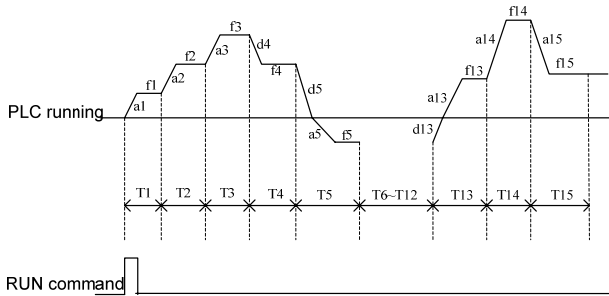 f14
f3
a14
a15
f2
a3
d4
f13
f15
f1
a2
f4
a1
d5
a13
PLC running
a5
f5
d13
T1
T2
T3
T4
T5
T6~T12
T13
T14
T15
RUN command